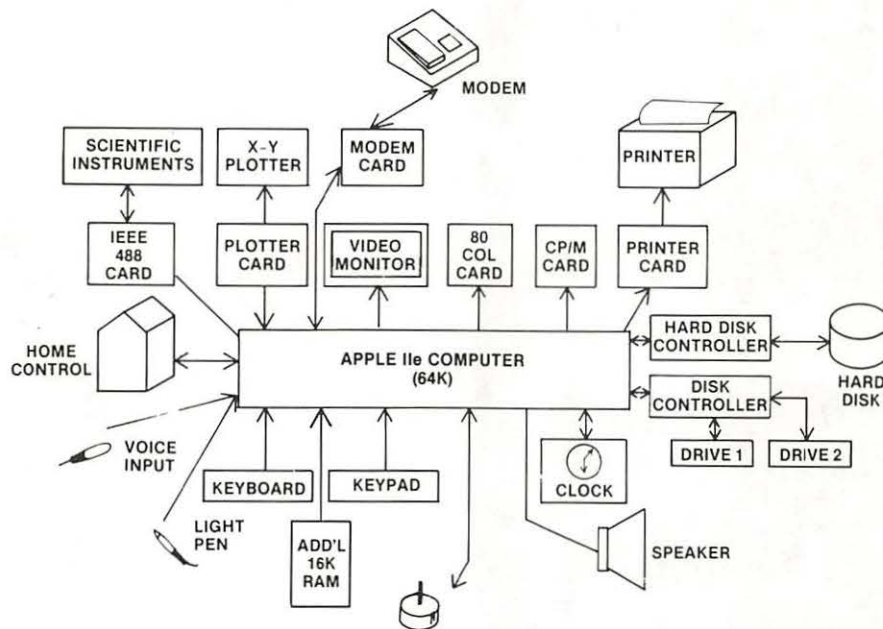 MODEM
SCIENTIFIC
INSTRUMENTS
X-Y
PLOTTER
MODEM
CARD
PRINTER
IEEE
488
CARD
PLOTTER
CARD
VIDEO
MONITOR
80
COL
CARD
CP/M
CARD
PRINTER
CARD
HOME
CONTROL
APPLE IIe COMPUTER
(64K)
HARD DISK
CONTROLLER
HARD
DISK
DISK
CONTROLLER
DRIVE 1
DRIVE 2
VOICE
INPUT
KEYBOARD
KEYPAD
CLOCK
LIGHT
PEN
ADD'L
16K
RAM
SPEAKER